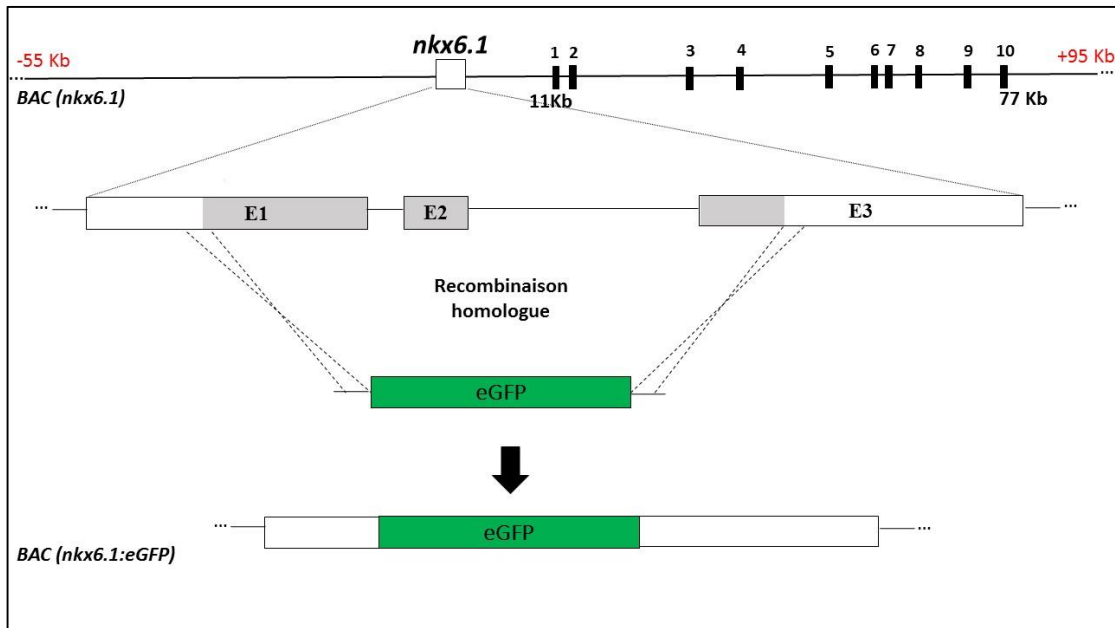 nkx6.1
-55 Kb
1 2 3 4 5 6 7 8 9 10
+95 Kb
...
...
BAC (nkx6.1)
11Kb
77 Kb
...
E1
E2
E3
...
Recombinaison
homologue
eGFP
...
eGFP
...
BAC (nkx6.1:eGFP)